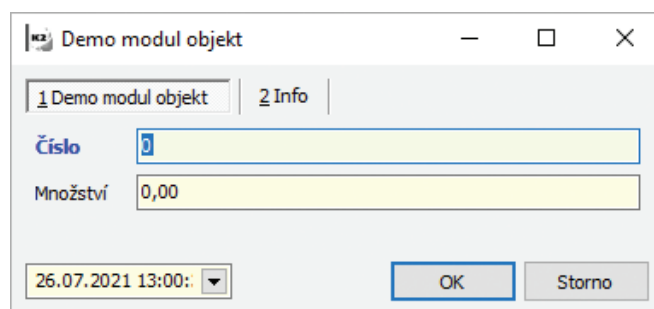 K2 Demo modul objekt
1 Demo modul objekt 2 Info
Číslo 0
Množství 0,00
26.07.2021 13:00: OK Storno